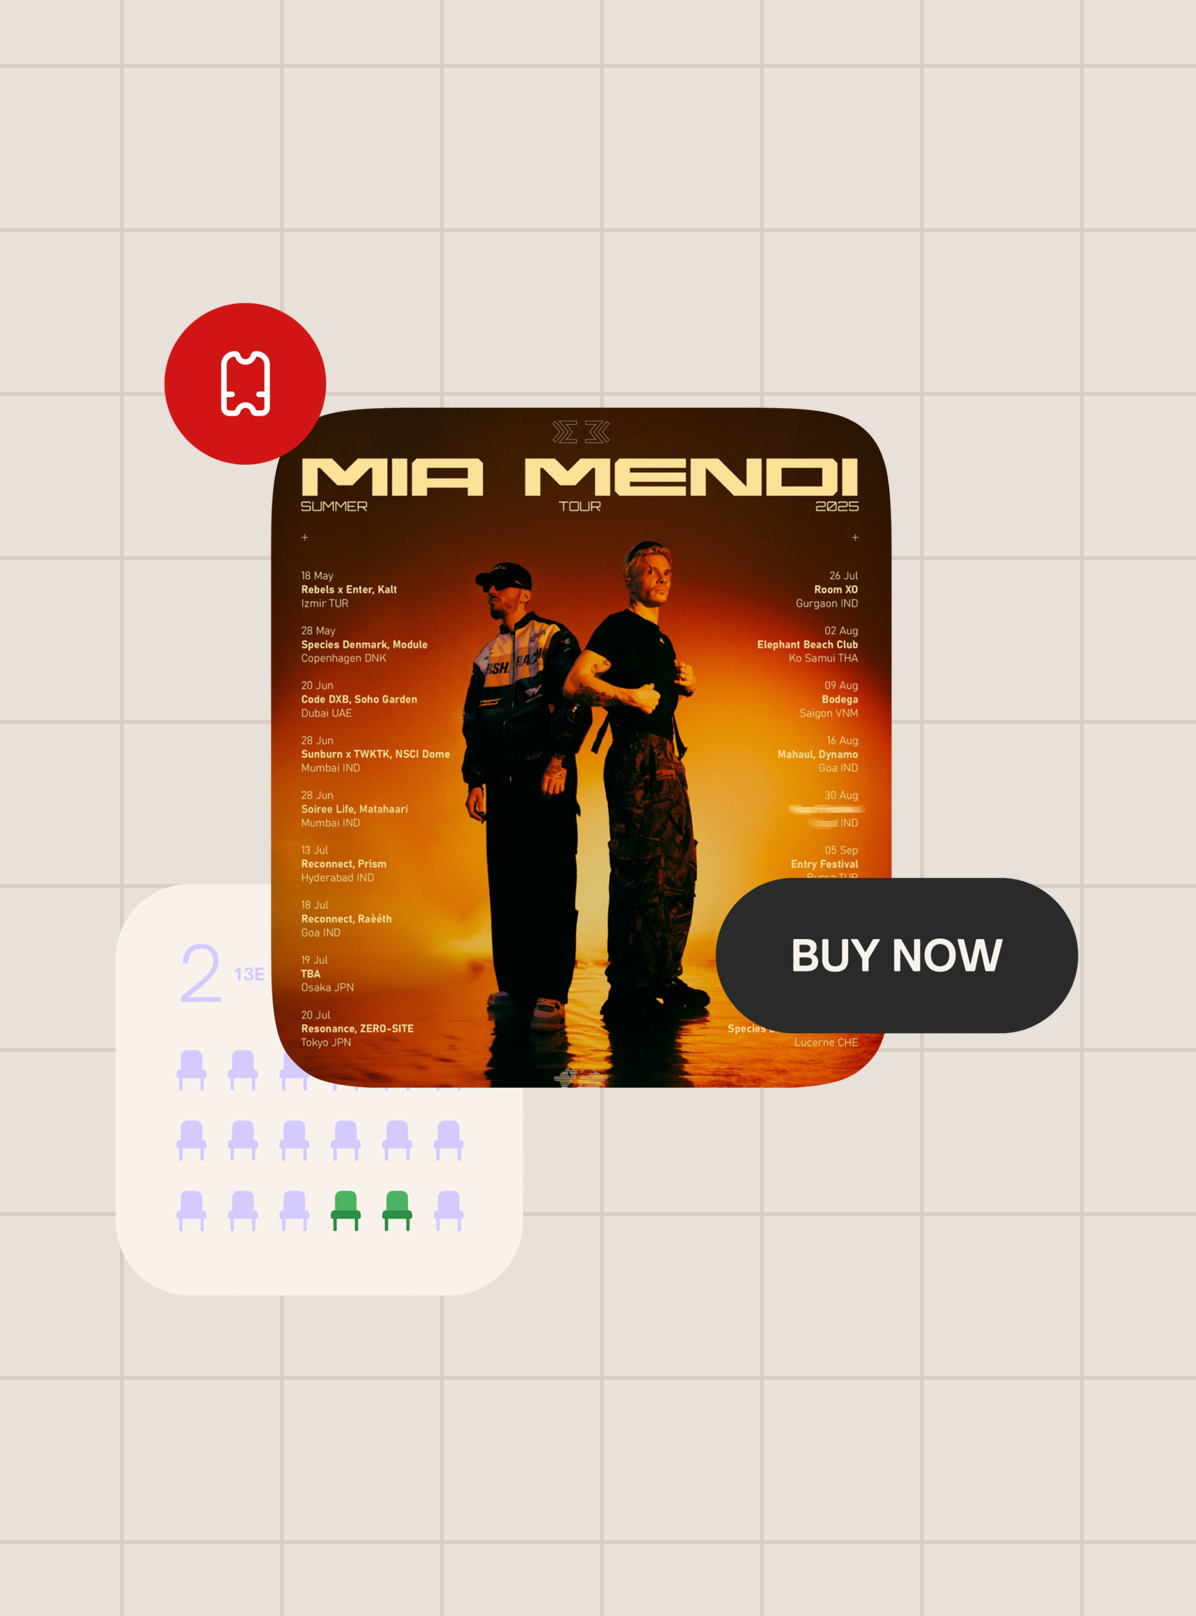 MIA MENDI
SUMMER TOUR 2025
18 May
Rebels x Enter, Kalt
Izmir TUR
28 May
Species Denmark, Module
Copenhagen DNK
20 Jun
Code DXB, Soho Garden
Dubai UAE
28 Jun
Sunburn x TWKTK, NSCI Dome
Mumbai IND
28 Jun
Soiree Life, Matahaari
Mumbai IND
13 Jul
Reconnect, Prism
Hyderabad IND
18 Jul
Reconnect, Raèéth
Goa IND
19 Jul
TBA
Osaka JPN
20 Jul
Resonance, ZERO-SITE
Tokyo JPN
26 Jul
Room XO
Gurgaon IND
02 Aug
Elephant Beach Club
Ko Samui THA
09 Aug
Bodega
Saigon VNM
16 Aug
Mahaul, Dynamo
Goa IND
30 Aug
IND
05 Sep
Entry Festival
Bursa TUR
Species
Lucerne CHE
BUY NOW
2 13E